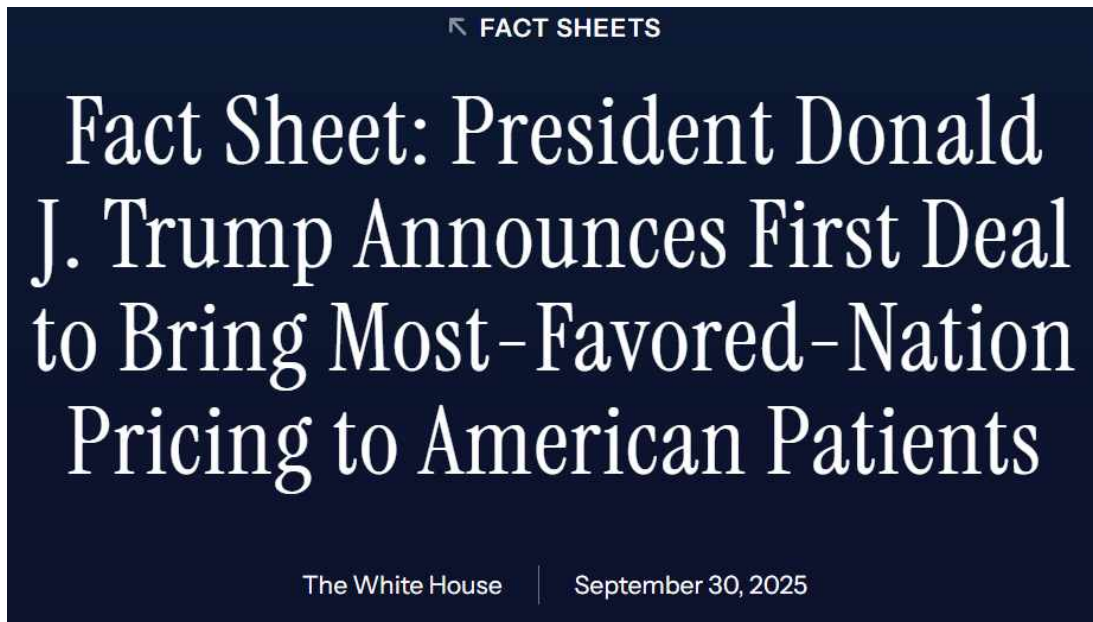 FACT SHEETS
Fact Sheet: President Donald
J. Trump Announces First Deal
to Bring Most-Favored-Nation
Pricing to American Patients
The White House
September 30, 2025